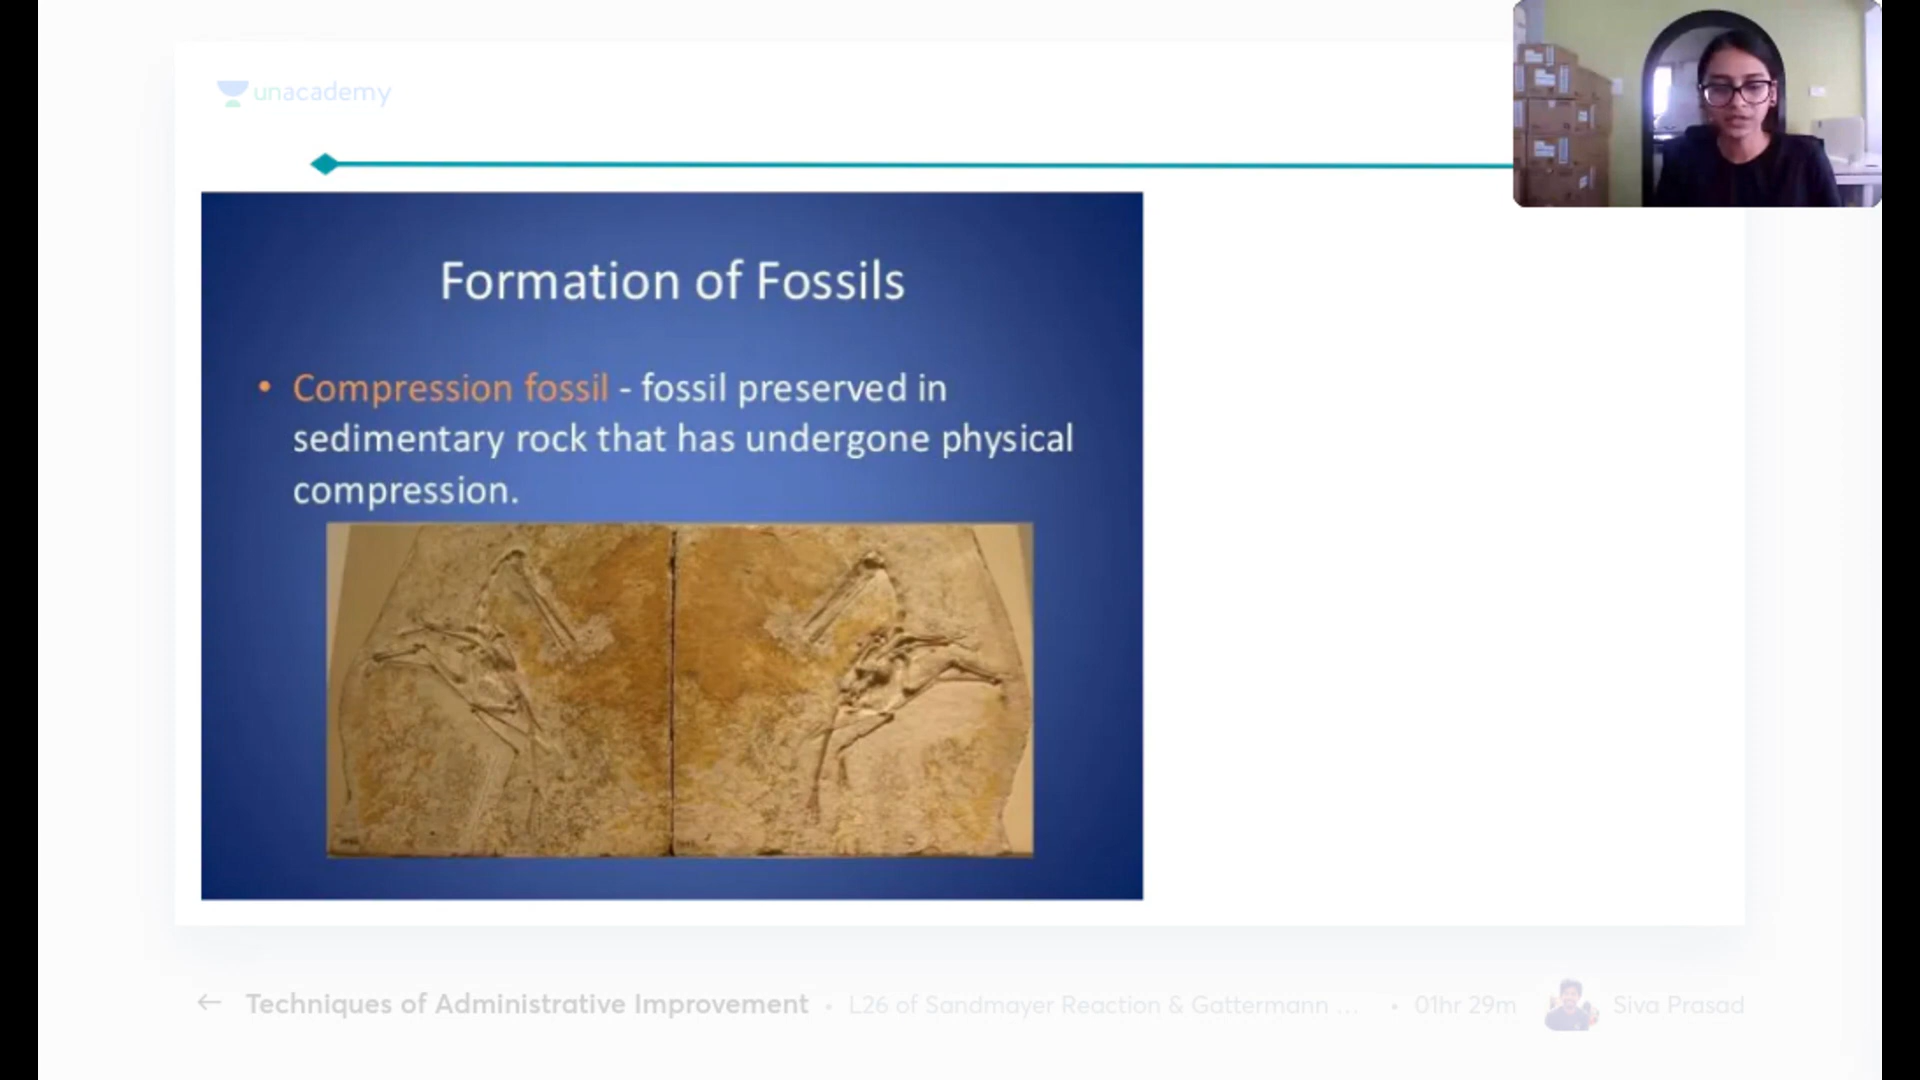 unacademy
Formation of Fossils
• Compression fossil - fossil preserved in
sedimentary rock that has undergone physical
compression.
← Techniques of Administrative Improvement • L26 of Sandmayer Reaction & Gattermann ... • 01hr 29m Siva Prasad